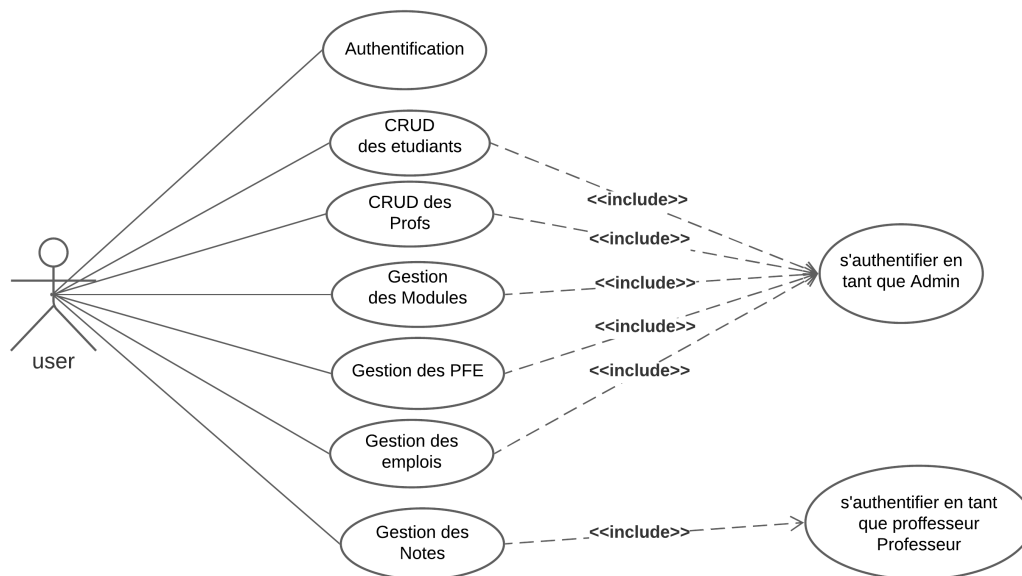 Authentification
CRUD
des etudiants
<<include>>
CRUD des
Profs
<<include>>
Gestion
des Modules
<<include>>
s'authentifier en
tant que Admin
user
Gestion des PFE
<<include>>
Gestion des
emplois
<<include>>
Gestion des
Notes
<<include>>
s'authentifier en tant
que proffesseur
Professeur